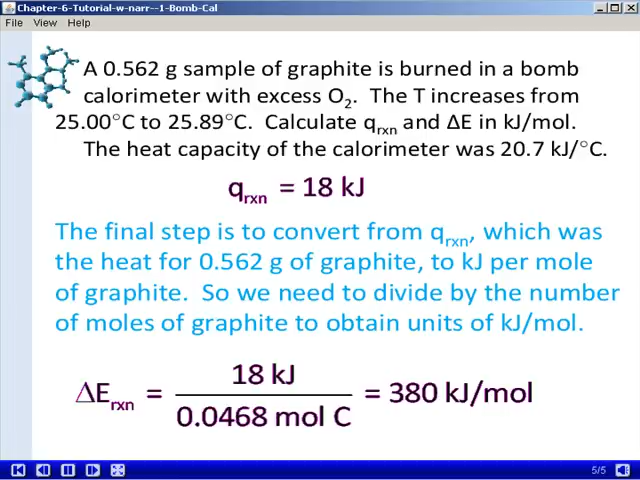 Chapter-6-Tutorial-w-narr--1-Bomb-Cal
File View Help
A 0.562 g sample of graphite is burned in a bomb
calorimeter with excess O₂. The T increases from
25.00°C to 25.89°C. Calculate qrxn and ΔE in kJ/mol.
The heat capacity of the calorimeter was 20.7 kJ/°C.
qrxn = 18 kJ
The final step is to convert from qrxn, which was
the heat for 0.562 g of graphite, to kJ per mole
of graphite. So we need to divide by the number
of moles of graphite to obtain units of kJ/mol.
18 kJ
ΔErxn = = 380 kJ/mol
0.0468 mol C
5/5